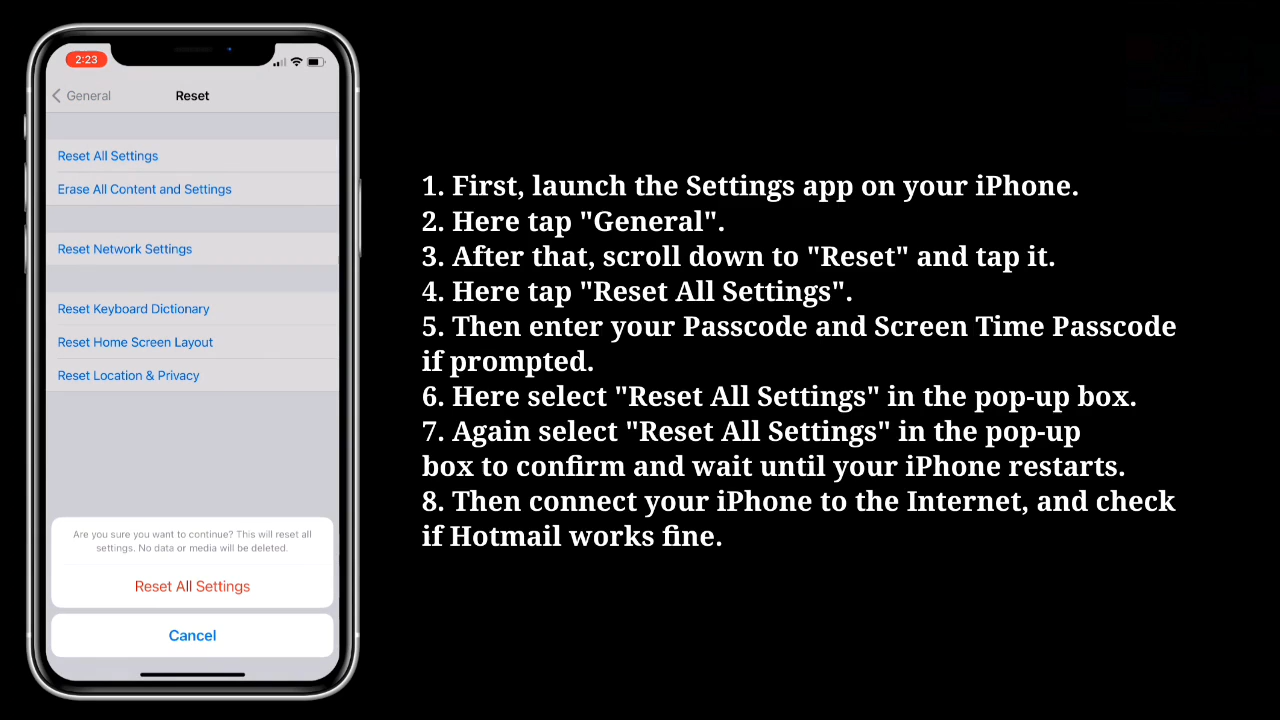 2:23
General
Reset
Reset All Settings
Erase All Content and Settings
Reset Network Settings
Reset Keyboard Dictionary
Reset Home Screen Layout
Reset Location & Privacy
Are you sure you want to continue? This will reset all
settings. No data or media will be deleted.
Reset All Settings
Cancel
1. First, launch the Settings app on your iPhone.
2. Here tap "General".
3. After that, scroll down to "Reset" and tap it.
4. Here tap "Reset All Settings".
5. Then enter your Passcode and Screen Time Passcode
if prompted.
6. Here select "Reset All Settings" in the pop-up box.
7. Again select "Reset All Settings" in the pop-up
box to confirm and wait until your iPhone restarts.
8. Then connect your iPhone to the Internet, and check
if Hotmail works fine.